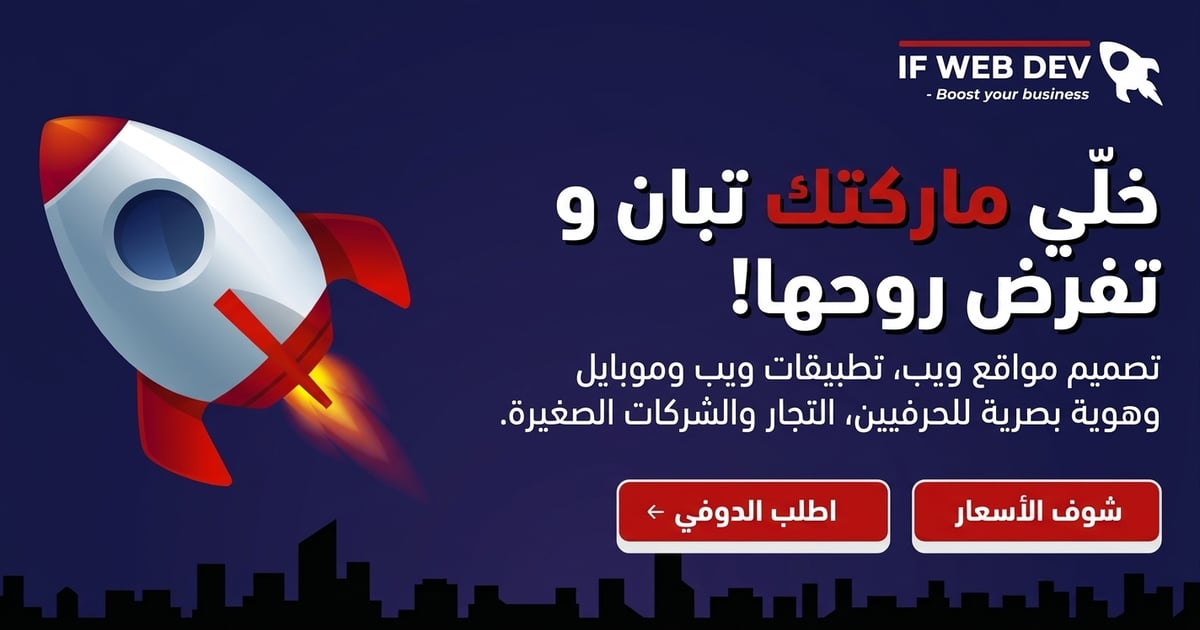 IF WEB DEV
- Boost your business
خلّي ماركتك تبان و
تفرض روحها!
تصميم مواقع ويب، تطبيقات ويب وموبايل
وهوية بصرية للحرفيين، التجار والشركات الصغيرة.
شوف الأسعار
اطلب الدوفي ←